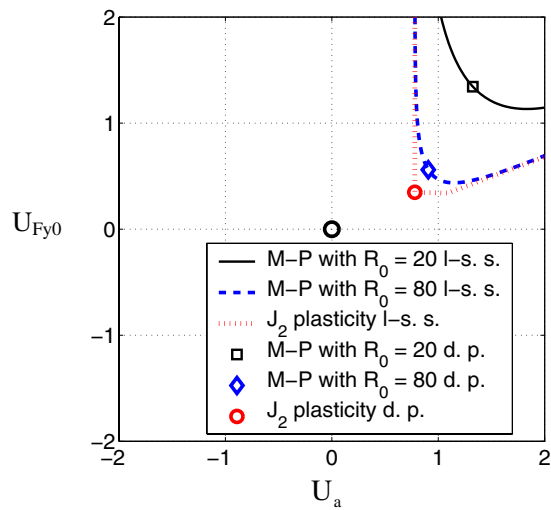 2
1
U_Fy0
0
M−P with R_0 = 20 l−s. s.
M−P with R_0 = 80 l−s. s.
J_2 plasticity l−s. s.
−1
M−P with R_0 = 20 d. p.
M−P with R_0 = 80 d. p.
J_2 plasticity d. p.
−2
−2 −1 0 1 2
U_a